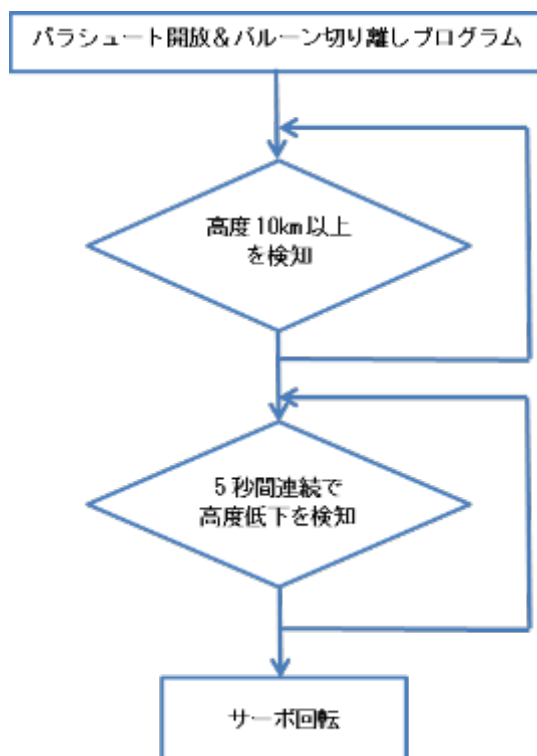 パラシュート開放&バルーン切り離しプログラム
高度10km以上
を検知
5秒間連続で
高度低下を検知
サーボ回転